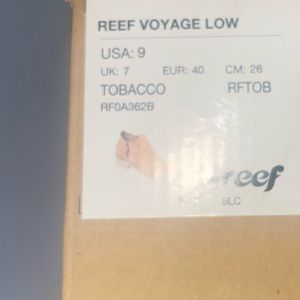 REEF VOYAGE LOW
USA: 9
UK: 7 EUR: 40 CM: 26
TOBACCO RFTOB
RF0A362B
reef
SLC